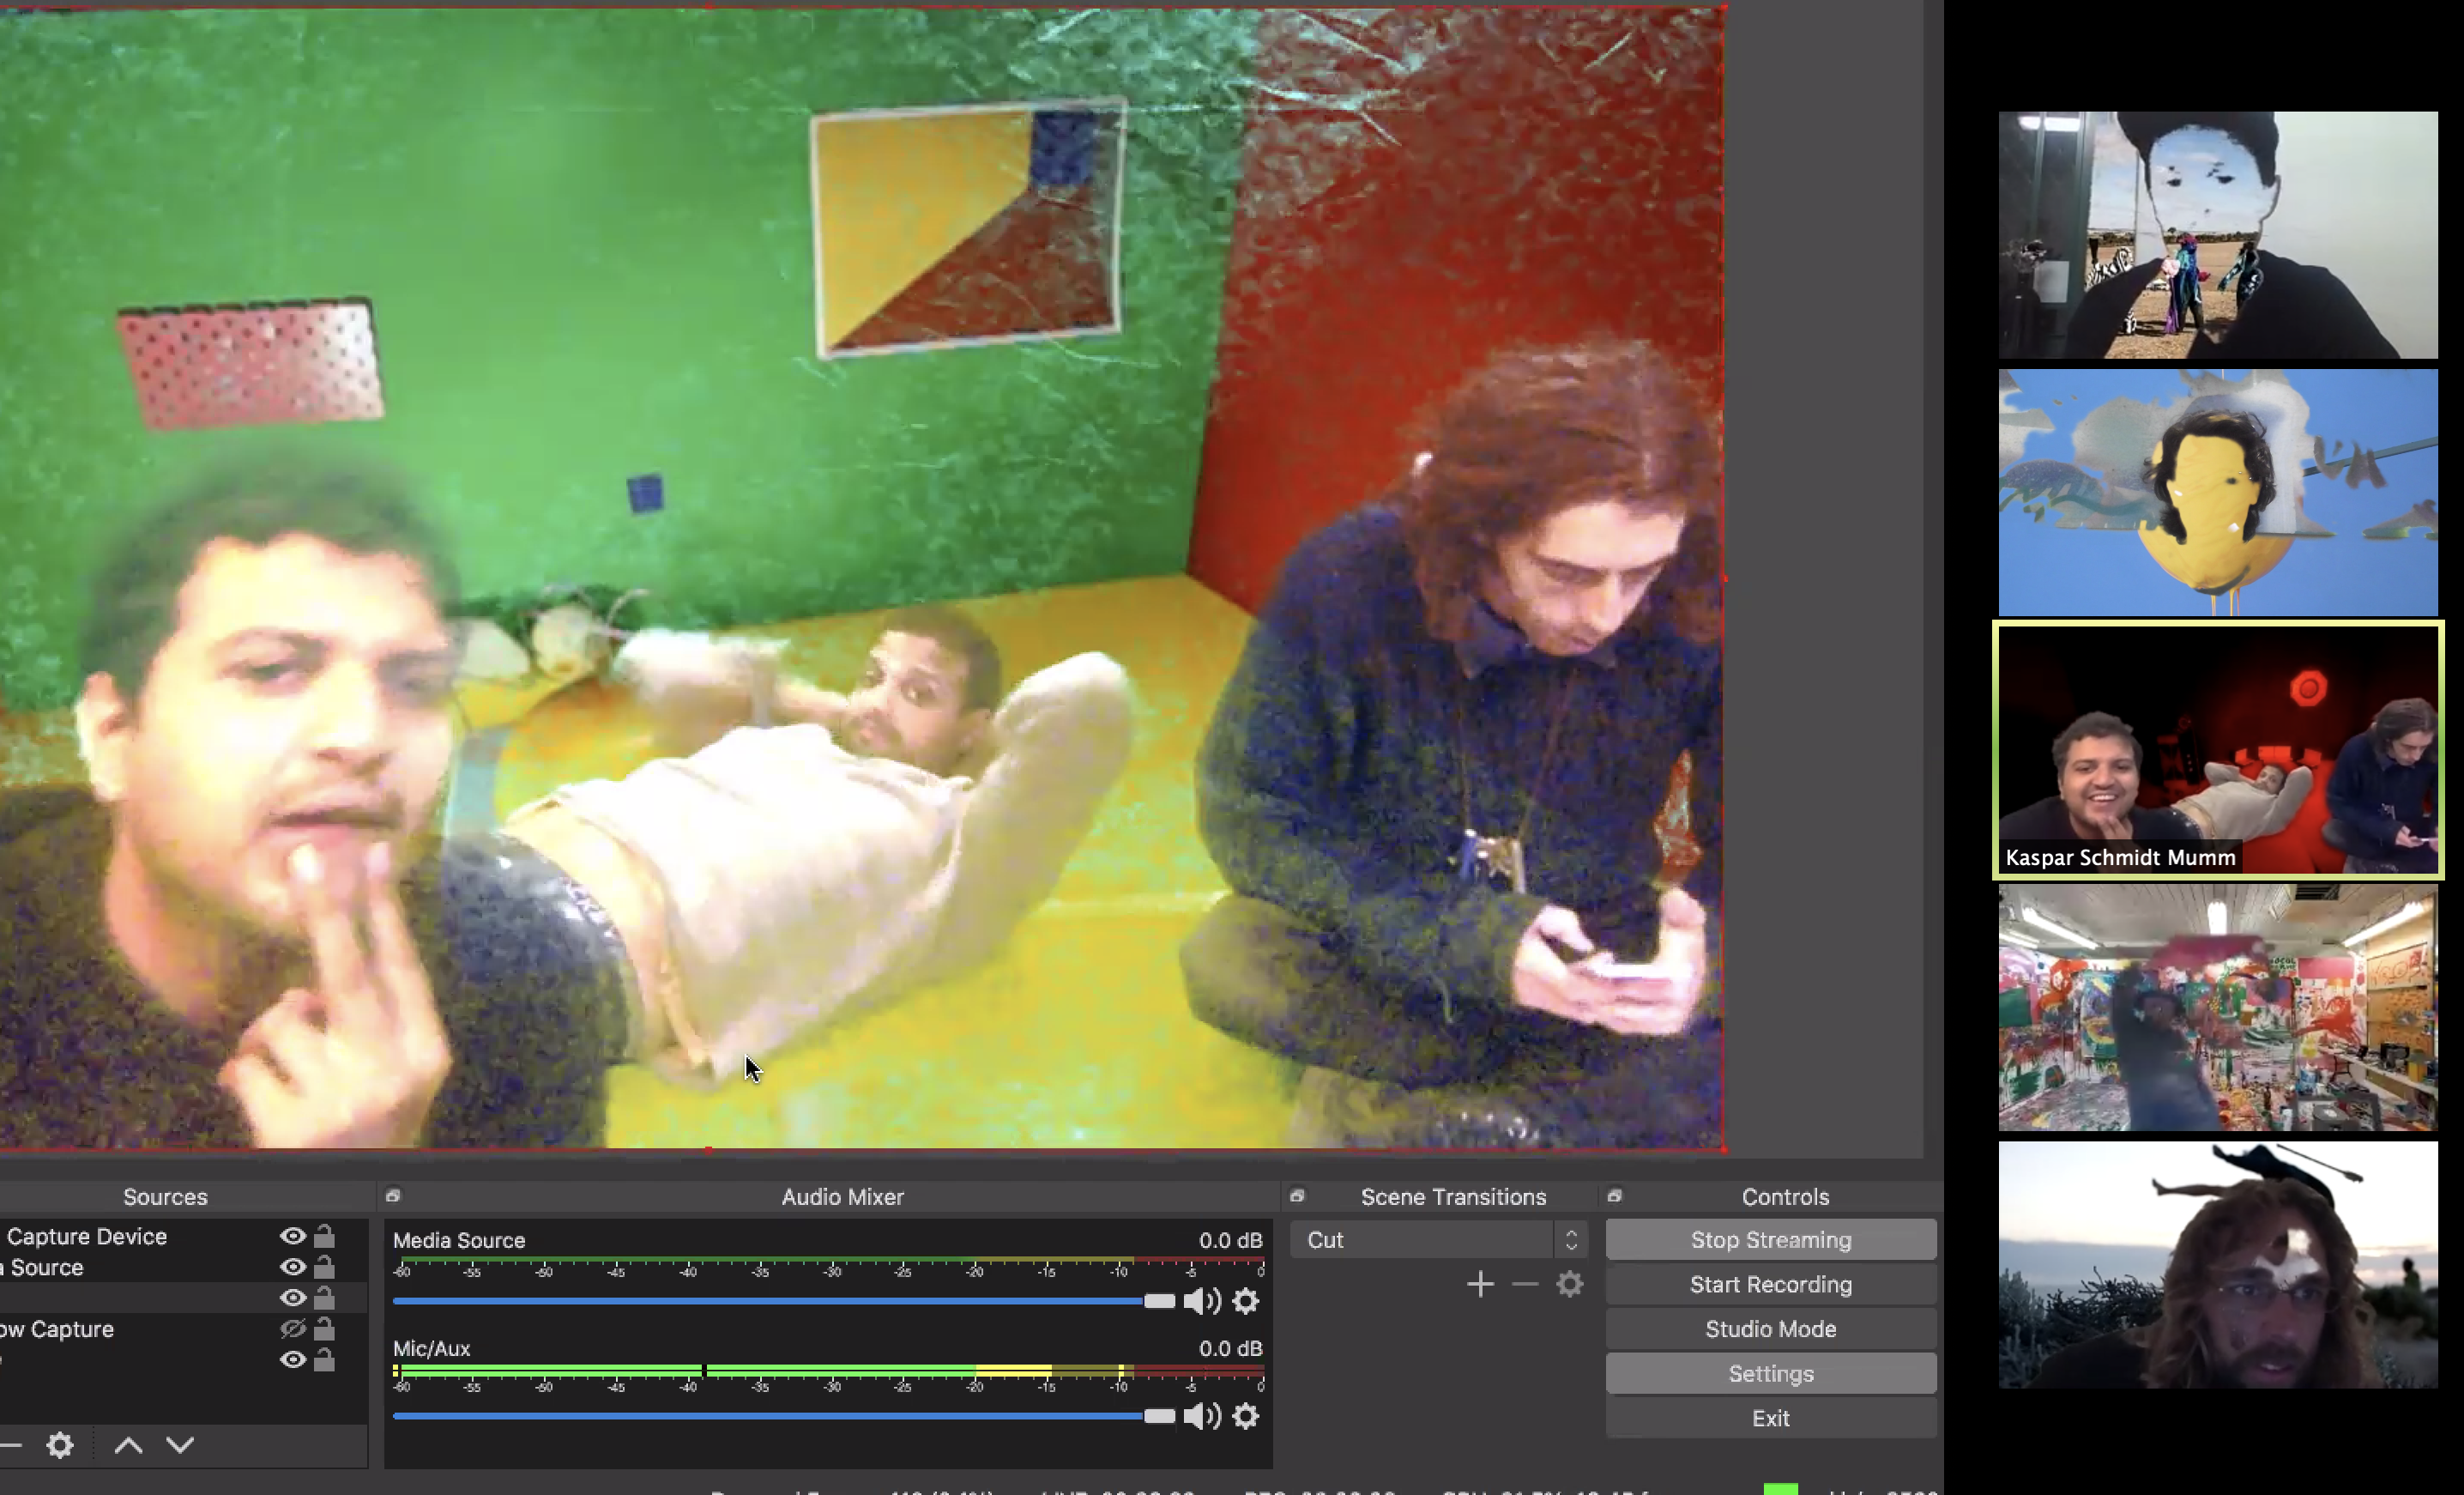 Kaspar Schmidt Mumm
Sources
Capture Device
Source
ow Capture
Audio Mixer
Media Source
0.0 dB
-60 -55 -50 -45 -40 -35 -30 -25 -20 -15 -10 -5 0
Mic/Aux
0.0 dB
-60 -55 -50 -45 -40 -35 -30 -25 -20 -15 -10 -5 0
Scene Transitions
Cut
Controls
Stop Streaming
Start Recording
Studio Mode
Settings
Exit